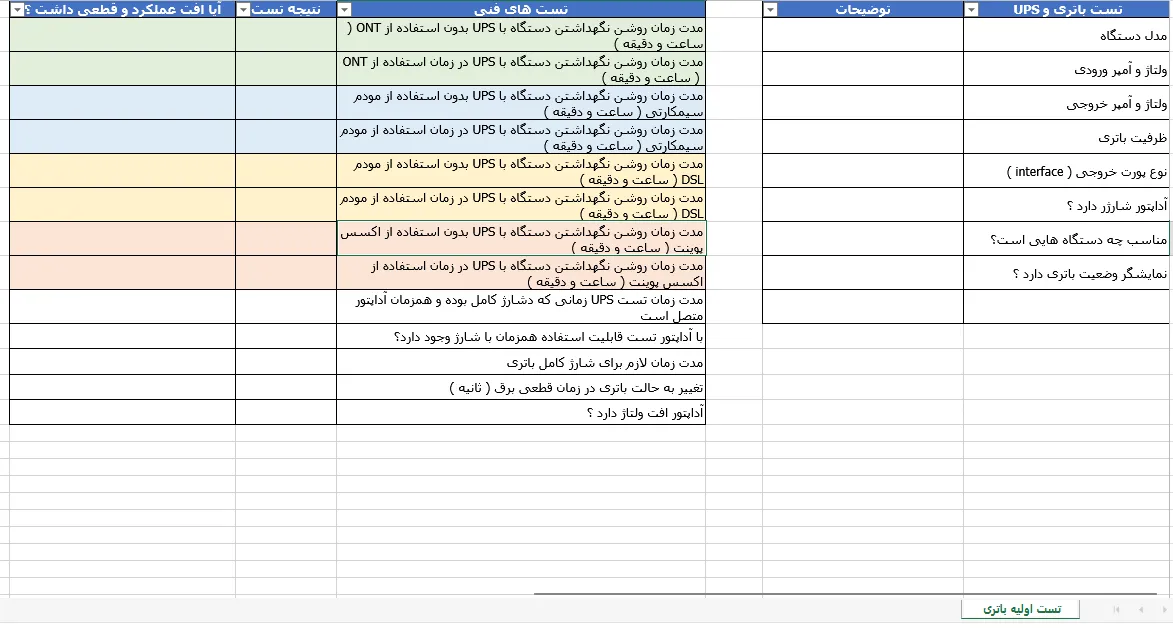 تست باتری و UPS
توضیحات
مدل دستگاه
ولتاژ و آمپر ورودی
ولتاژ و آمپر خروجی
ظرفیت باتری
نوع پورت خروجی ( interface )
آداپتور شارژر دارد ؟
مناسب چه دستگاه هایی است؟
نمایشگر وضعیت باتری دارد ؟
تست های فنی
نتیجه تست
آیا افت عملکرد و قطعی داشت ؟
مدت زمان روشن نگهداشتن دستگاه با UPS بدون استفاده از ONT (
ساعت و دقیقه )
مدت زمان روشن نگهداشتن دستگاه با UPS در زمان استفاده از ONT
( ساعت و دقیقه )
مدت زمان روشن نگهداشتن دستگاه با UPS بدون استفاده از مودم
سیمکارتی ( ساعت و دقیقه )
مدت زمان روشن نگهداشتن دستگاه با UPS در زمان استفاده از مودم
سیمکارتی ( ساعت و دقیقه )
مدت زمان روشن نگهداشتن دستگاه با UPS بدون استفاده از مودم
DSL ( ساعت و دقیقه )
مدت زمان روشن نگهداشتن دستگاه با UPS در زمان استفاده از مودم
DSL ( ساعت و دقیقه )
مدت زمان روشن نگهداشتن دستگاه با UPS بدون استفاده از اکسس
پوینت ( ساعت و دقیقه )
مدت زمان روشن نگهداشتن دستگاه با UPS در زمان استفاده از
اکسس پوینت ( ساعت و دقیقه )
مدت زمان تست UPS زمانی که دشارژ کامل بوده و همزمان آداپتور
متصل است
با آداپتور تست قابلیت استفاده همزمان با شارژ وجود دارد؟
مدت زمان لازم برای شارژ کامل باتری
تغییر به حالت باتری در زمان قطعی برق ( ثانیه )
آداپتور افت ولتاژ دارد ؟
تست اولیه باتری